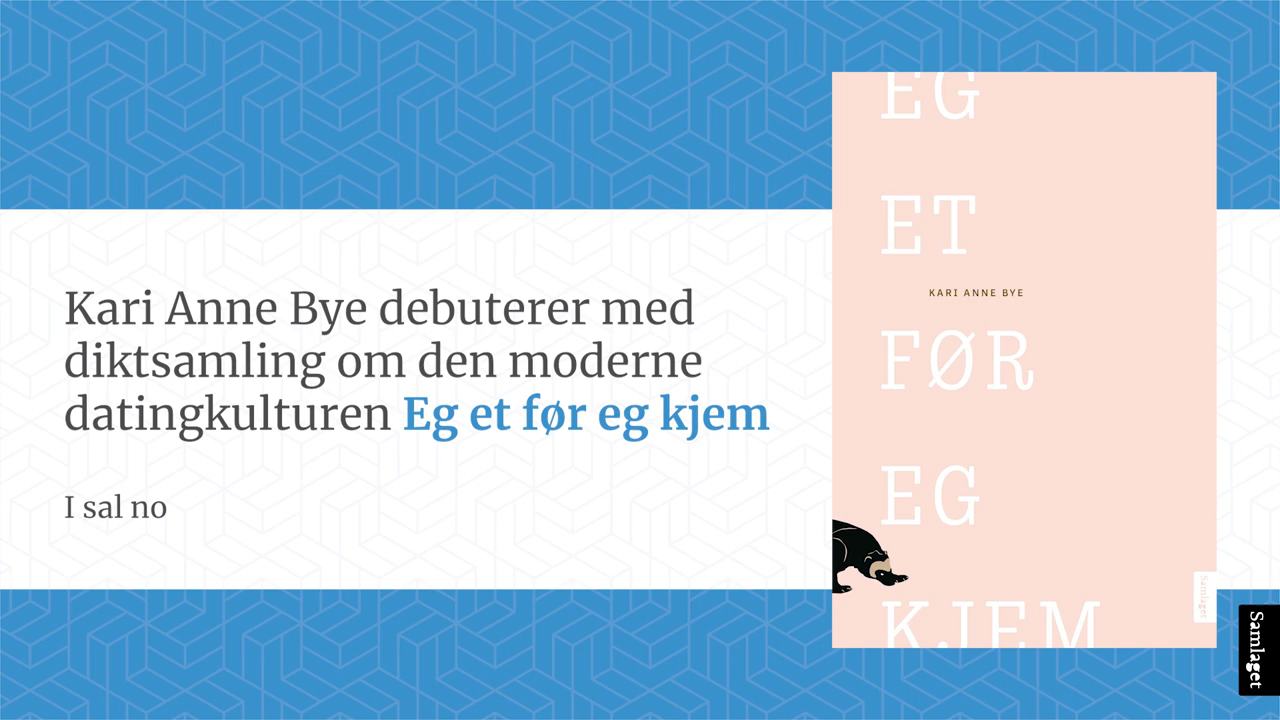 Kari Anne Bye debuterer med
diktsamling om den moderne
datingkulturen Eg et før eg kjem
I sal no
EG
ET
KARI ANNE BYE
FØR
EG
KJEM
Samlaget
Samlaget